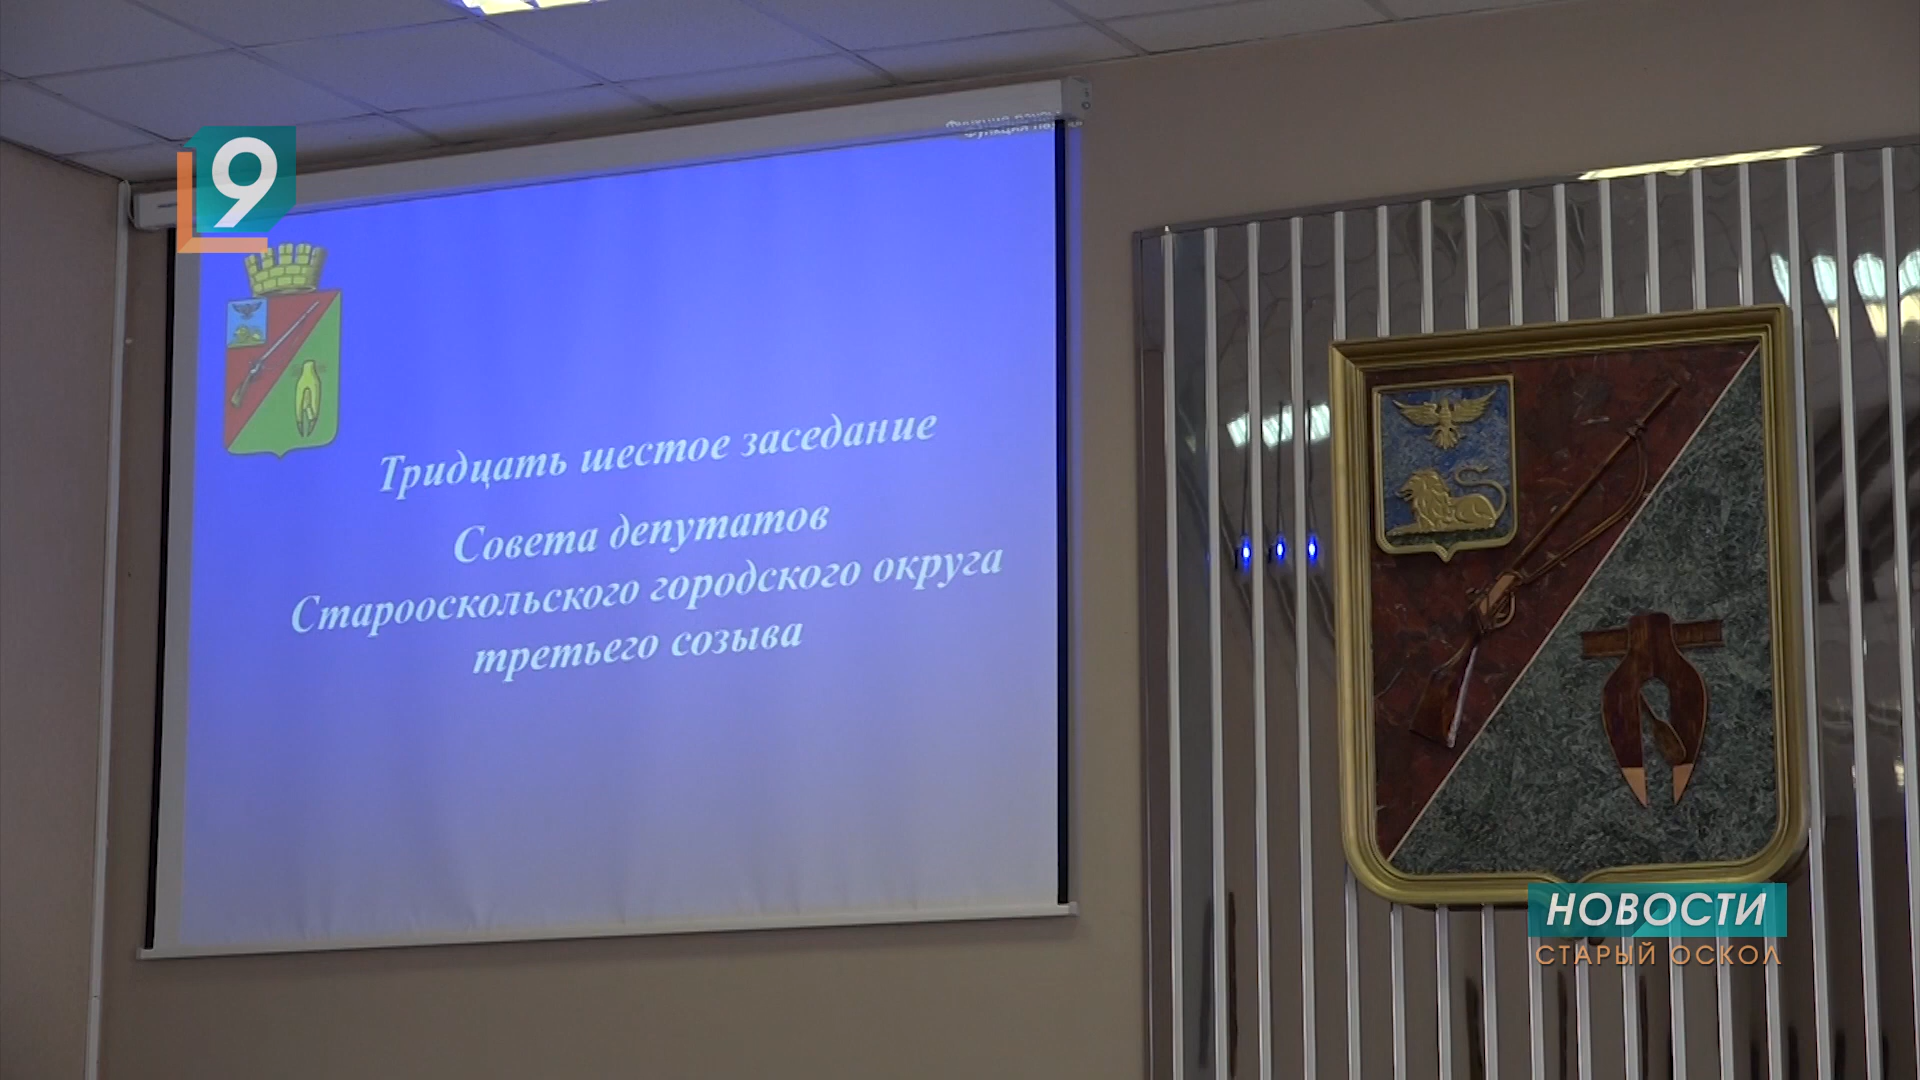 9
Тридцать шестое заседание
Совета депутатов
Старооскольского городского округа
третьего созыва
НОВОСТИ
СТАРЫЙ ОСКОЛ